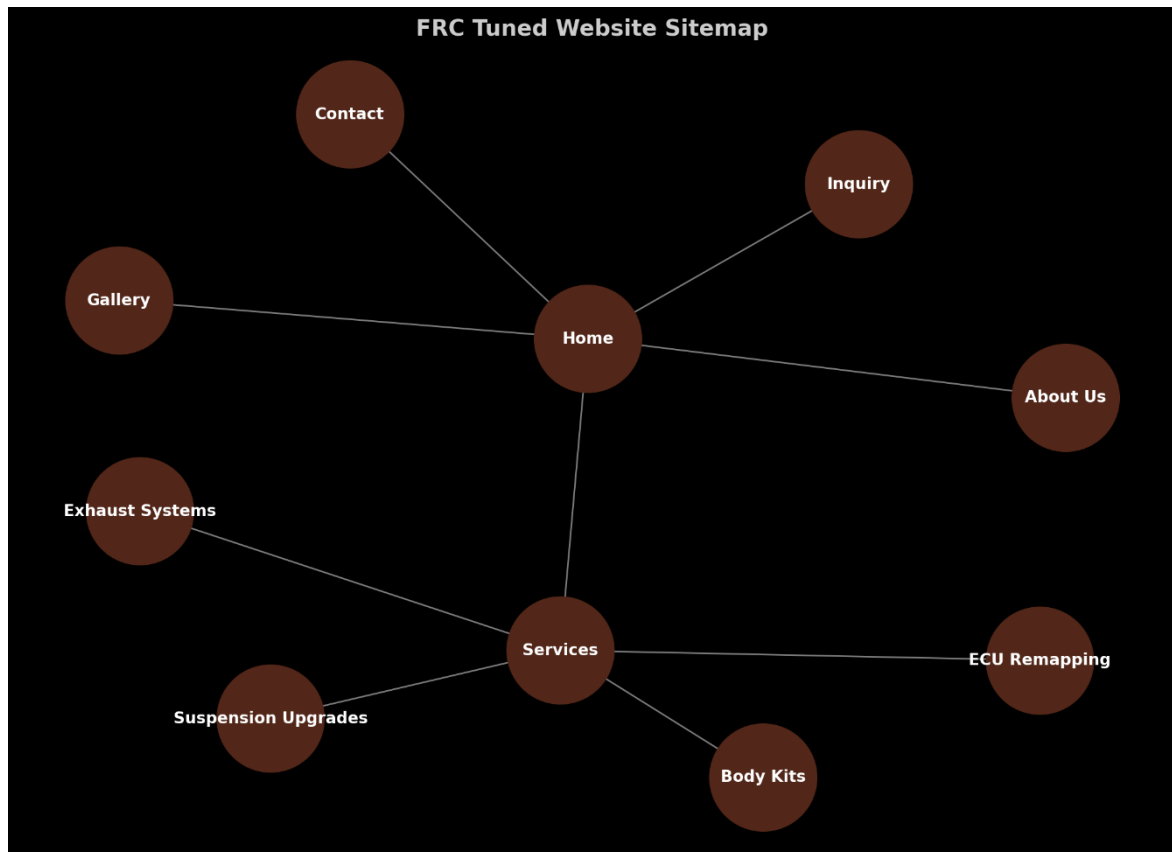 FRC Tuned Website Sitemap
Contact
Inquiry
Gallery
Home
About Us
Exhaust Systems
Services
ECU Remapping
Suspension Upgrades
Body Kits